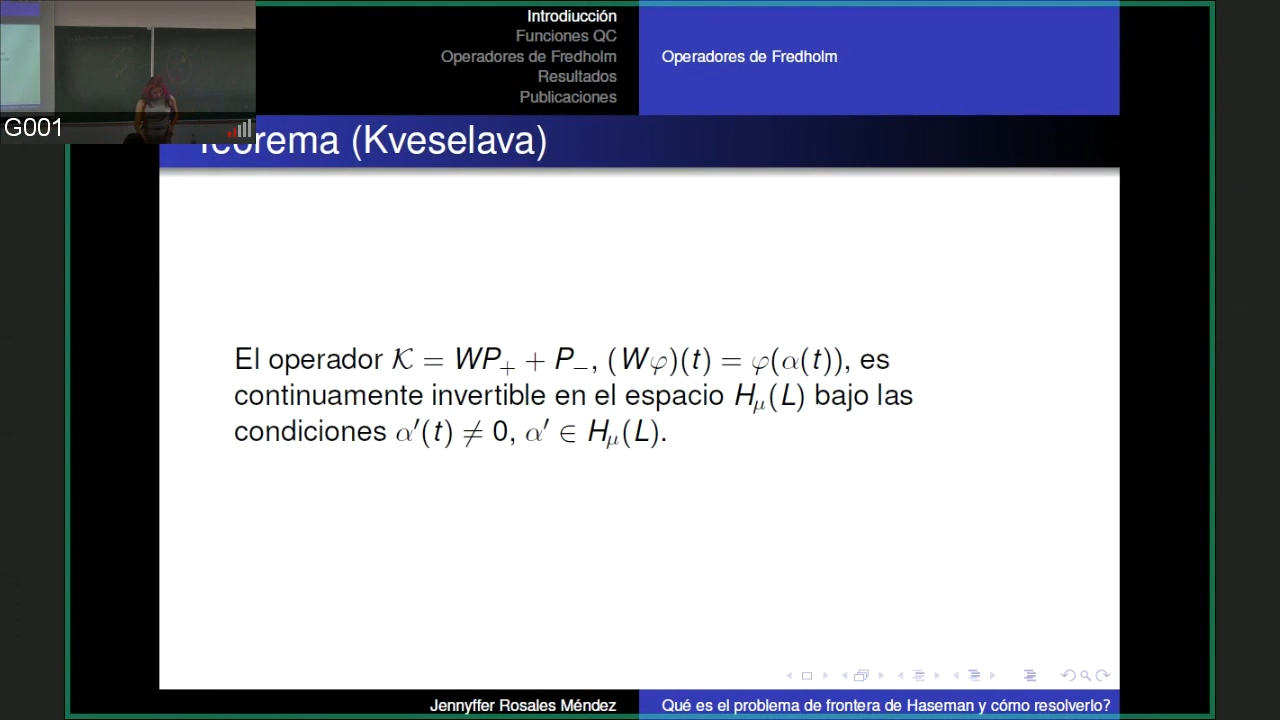 Introdiucción
Funciones QC
Operadores de Fredholm
Resultados
Publicaciones
Operadores de Fredholm
G001
Teorema (Kveselava)
El operador 𝒦 = WP₊ + P₋, (Wφ)(t) = φ(α(t)), es
continuamente invertible en el espacio H_μ(L) bajo las
condiciones α′(t) ≠ 0, α′ ∈ H_μ(L).
Jennyffer Rosales Méndez
Qué es el problema de frontera de Haseman y cómo resolverlo?